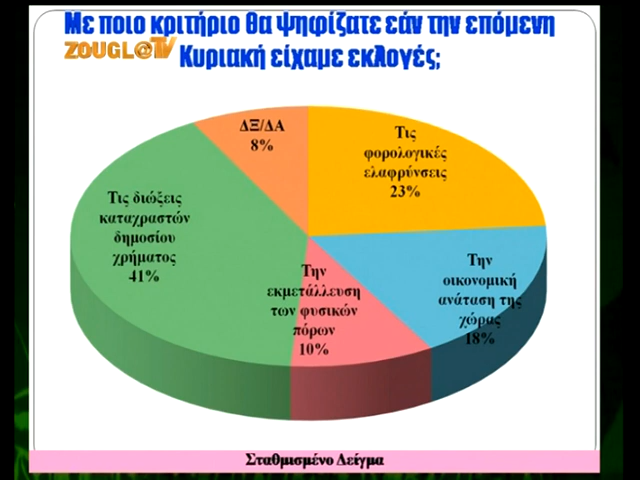 Με ποιο κριτήριο θα ψηφίζατε εάν την επόμενη
Κυριακή είχαμε εκλογές;
ZOUGL@TV
ΔΞ/ΔΑ
8%
Τις
φορολογικές
ελαφρύνσεις
23%
Τις διώξεις
καταχραστών
δημοσίου
χρήματος
41%
Την
οικονομική
ανάταση της
χώρας
18%
Την
εκμετάλλευση
των φυσικών
πόρων
10%
Σταθμισμένο Δείγμα